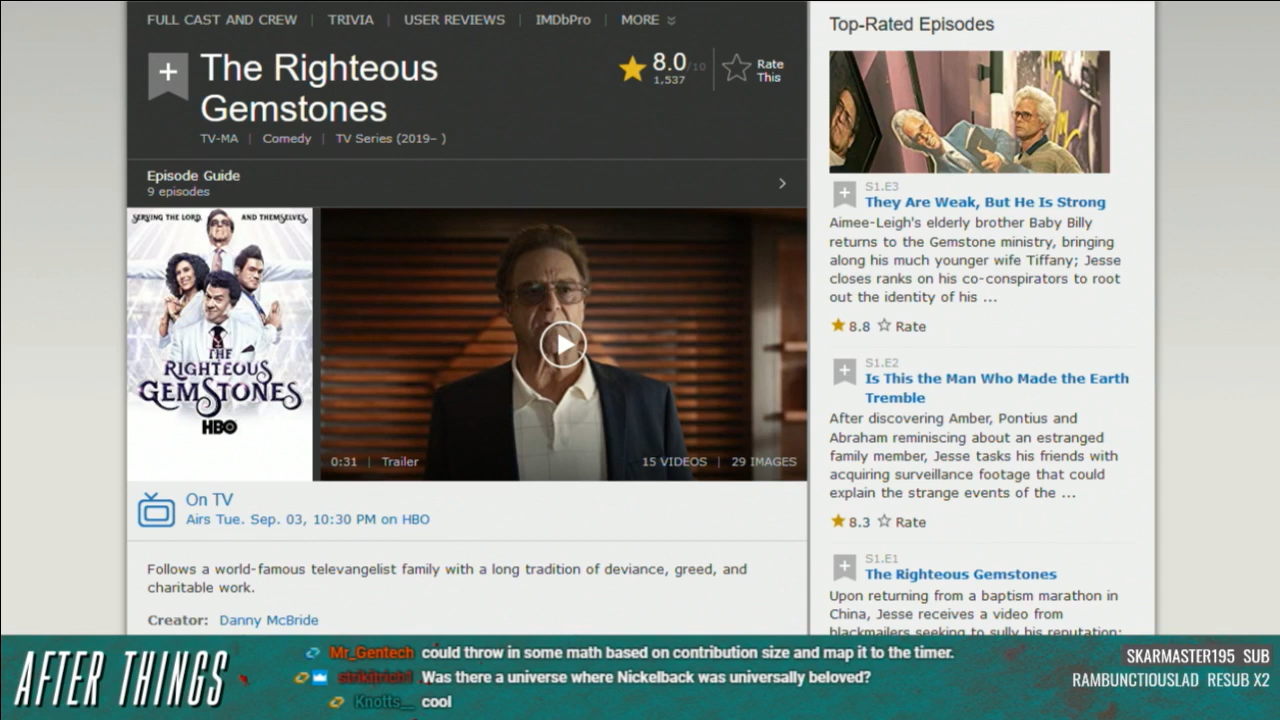 FULL CAST AND CREW | TRIVIA | USER REVIEWS | IMDbPro | MORE
The Righteous
Gemstones
8.0/10
1,537
Rate
This
TV-MA | Comedy | TV Series (2019– )
Episode Guide
9 episodes
SERVING THE LORD. AND THEMSELVES.
THE
RIGHTEOUS
GEMSTONES
HBO
0:31 | Trailer
15 VIDEOS | 29 IMAGES
On TV
Airs Tue. Sep. 03, 10:30 PM on HBO
Follows a world-famous televangelist family with a long tradition of deviance, greed, and
charitable work.
Creator: Danny McBride
Top-Rated Episodes
S1.E3
They Are Weak, But He Is Strong
Aimee-Leigh's elderly brother Baby Billy
returns to the Gemstone ministry, bringing
along his much younger wife Tiffany; Jesse
closes ranks on his co-conspirators to root
out the identity of his ...
8.8 Rate
S1.E2
Is This the Man Who Made the Earth
Tremble
After discovering Amber, Pontius and
Abraham reminiscing about an estranged
family member, Jesse tasks his friends with
acquiring surveillance footage that could
explain the strange events of the ...
8.3 Rate
S1.E1
The Righteous Gemstones
Upon returning from a baptism marathon in
China, Jesse receives a video from
blackmailers seeking to sully his reputation;
AFTER THINGS
Mr_Gentech could throw in some math based on contribution size and map it to the timer.
Was there a universe where Nickelback was universally beloved?
Knotts__ cool
SKARMASTER195 SUB
RAMBUNCTIOUSLAD RESUB X2